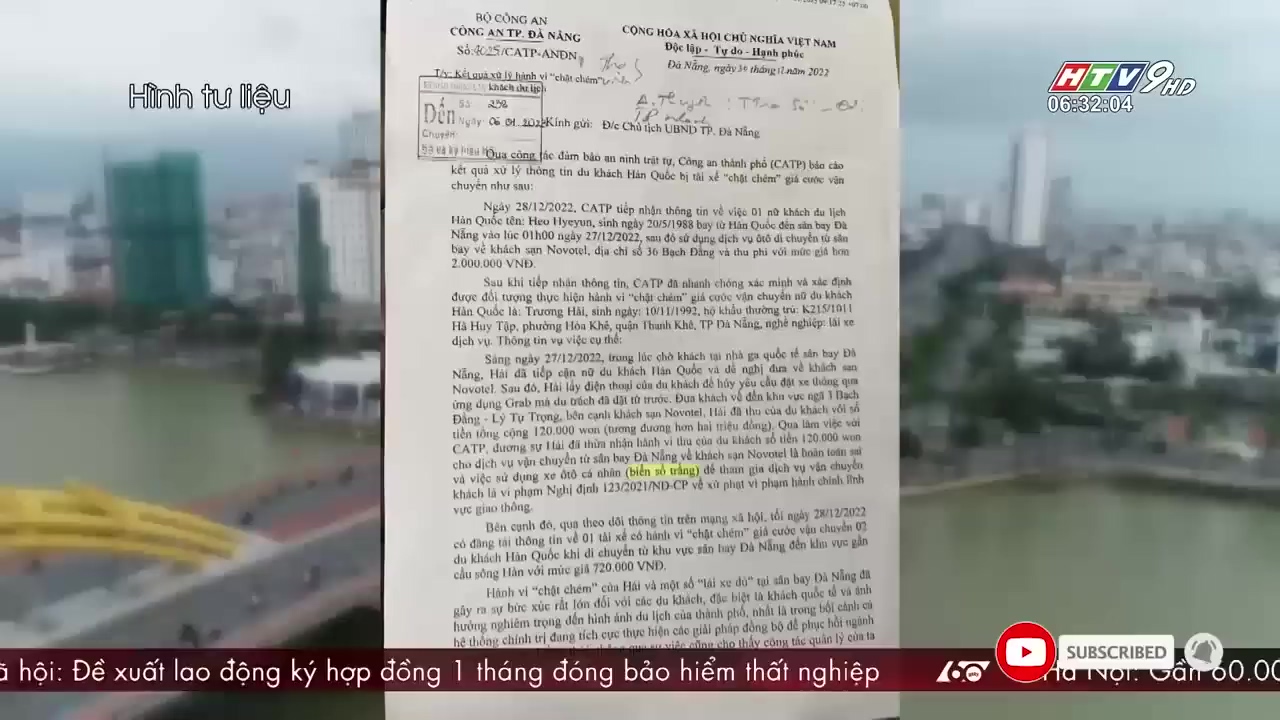 BỘ CÔNG AN
CÔNG AN TP. ĐÀ NẴNG
Số: /CATP-ANĐN
CỘNG HÒA XÃ HỘI CHỦ NGHĨA VIỆT NAM
Độc lập - Tự do - Hạnh phúc
Đà Nẵng, ngày 30 tháng 12 năm 2022
T/y: Kết quả xử lý hành vi "chặt chém"
khách du lịch
Đến
Số: 238
Ngày: 06 01. 202
Chuyển:
Kính gửi: Đ/c Chủ tịch UBND TP. Đà Nẵng
Qua công tác đảm bảo an ninh trật tự, Công an thành phố (CATP) báo cáo
kết quả xử lý thông tin du khách Hàn Quốc bị tài xế "chặt chém" giá cước vận
chuyển như sau:
Ngày 28/12/2022, CATP tiếp nhận thông tin về việc 01 nữ khách du lịch
Hàn Quốc tên: Heo Hyeyun, sinh ngày 20/5/1988 bay từ Hàn Quốc đến sân bay Đà
Nẵng vào lúc 01h00 ngày 27/12/2022, sau đó sử dụng dịch vụ ôtô di chuyển từ sân
bay về khách sạn Novotel, địa chỉ số 36 Bạch Đằng và thu phí với mức giá hơn
2.000.000 VNĐ.
Sau khi tiếp nhận thông tin, CATP đã nhanh chóng xác minh và xác định
được đối tượng thực hiện hành vi "chặt chém" giá cước vận chuyển nữ du khách
Hàn Quốc là: Trương Hải, sinh ngày: 10/11/1992, hộ khẩu thường trú: K215/1011
Hà Huy Tập, phường Hòa Khê, quận Thanh Khê, TP Đà Nẵng, nghề nghiệp: lái xe
dịch vụ. Thông tin vụ việc cụ thể:
Sáng ngày 27/12/2022, trong lúc chờ khách tại nhà ga quốc tế sân bay Đà
Nẵng, Hải đã tiếp cận nữ du khách Hàn Quốc và đề nghị đưa về khách sạn
Novotel. Sau đó, Hải lấy điện thoại của du khách để hủy yêu cầu đặt xe thông qua
ứng dụng Grab mà du khách đã đặt từ trước. Đưa khách về đến khu vực ngã 3 Bạch
Đằng - Lý Tự Trọng, bên cạnh khách sạn Novotel, Hải đã thu của du khách với số
tiền tổng cộng 120.000 won (tương đương hơn hai triệu đồng). Qua làm việc với
CATP, đương sự Hải đã thừa nhận hành vi thu của du khách số tiền 120.000 won
cho dịch vụ vận chuyển từ sân bay Đà Nẵng về khách sạn Novotel là hoàn toàn sai
và việc sử dụng xe ôtô cá nhân (biển số trắng) để tham gia dịch vụ vận chuyển
khách là vi phạm Nghị định 123/2021/NĐ-CP về xử phạt vi phạm hành chính lĩnh
vực giao thông.
Bên cạnh đó, qua theo dõi thông tin trên mạng xã hội, tối ngày 28/12/2022
có đăng tải thông tin về 01 tài xế có hành vi "chặt chém" giá cước vận chuyển 02
du khách Hàn Quốc khi di chuyển từ khu vực sân bay Đà Nẵng đến khu vực gần
cầu sông Hàn với mức giá 720.000 VNĐ.
Hành vi "chặt chém" của Hải và một số "lái xe dù" tại sân bay Đà Nẵng đã
gây ra sự bức xúc rất lớn đối với các du khách, đặc biệt là khách quốc tế và ảnh
hưởng nghiêm trọng đến hình ảnh du lịch của thành phố, nhất là trong bối cảnh cả
hệ thống chính trị đang tích cực thực hiện các giải pháp đồng bộ để phục hồi ngành
Hình tư liệu
HTV9 HD
06:32:04
SUBSCRIBED
ã hội: Đề xuất lao động ký hợp đồng 1 tháng đóng bảo hiểm thất nghiệp
60 giây
Hà Nội: Gần 60.00